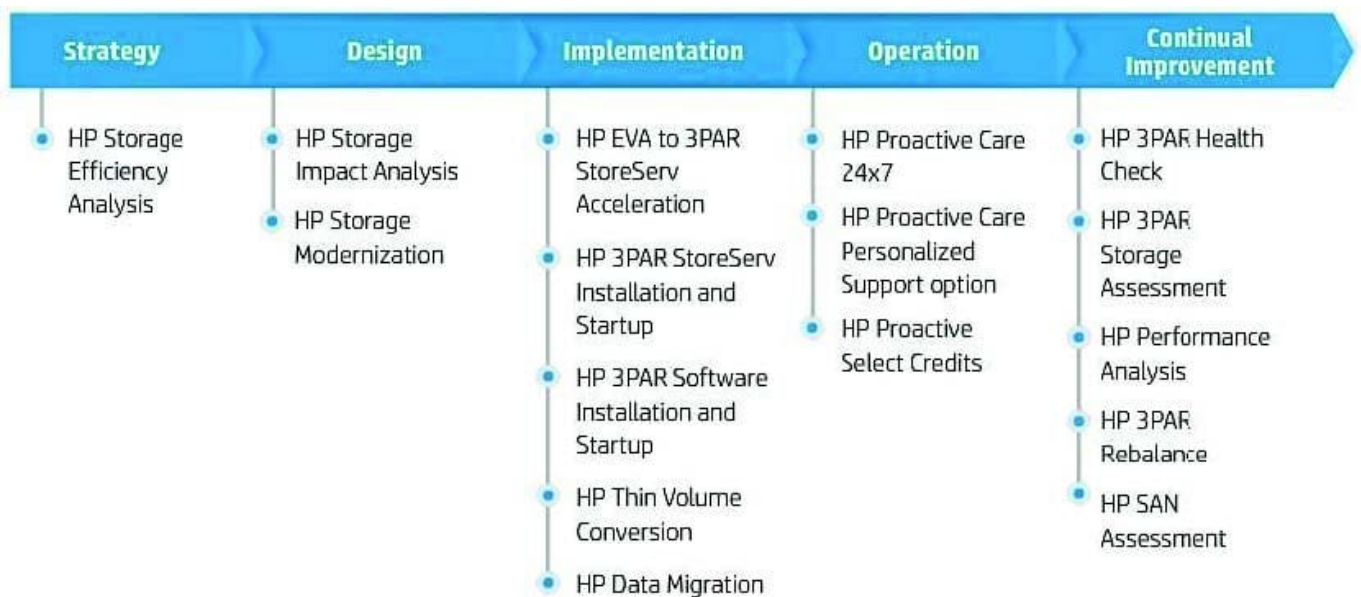 Strategy
Design
Implementation
Operation
Continual
Improvement
HP Storage
Efficiency
Analysis
HP Storage
Impact Analysis
HP Storage
Modernization
HP EVA to 3PAR
StoreServ
Acceleration
HP 3PAR StoreServ
Installation and
Startup
HP 3PAR Software
Installation and
Startup
HP Thin Volume
Conversion
HP Data Migration
HP Proactive Care
24x7
HP Proactive Care
Personalized
Support option
HP Proactive
Select Credits
HP 3PAR Health
Check
HP 3PAR
Storage
Assessment
HP Performance
Analysis
HP 3PAR
Rebalance
HP SAN
Assessment